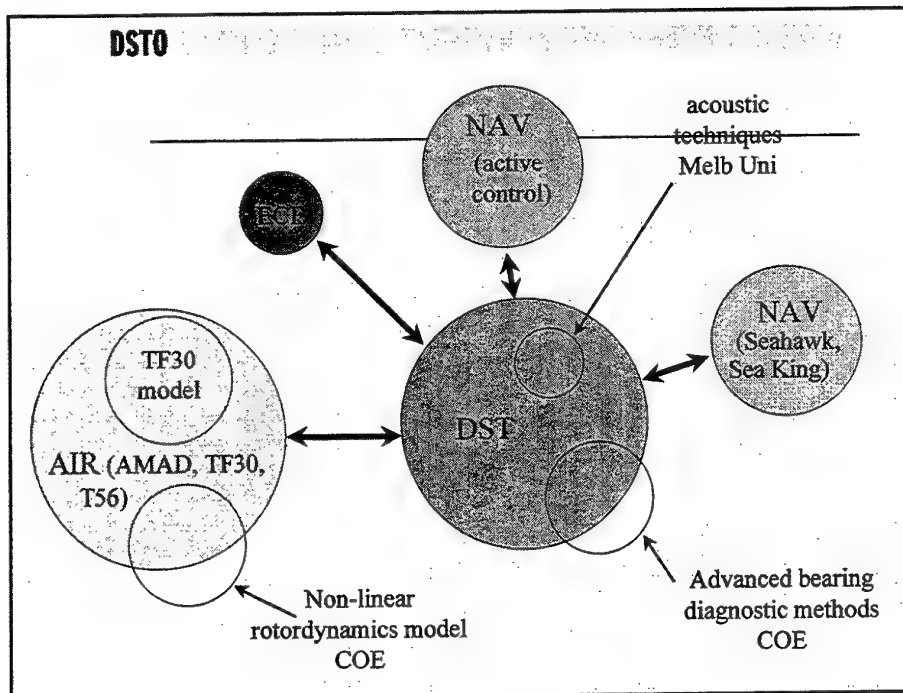 DSTO
NAV
(active
control)
acoustic
techniques
Melb Uni
NAV
(Seahawk,
Sea King)
TF30
model
DST
AIR (AMAD, TF30,
T56)
Non-linear
rotordynamics model
COE
Advanced bearing
diagnostic methods
COE